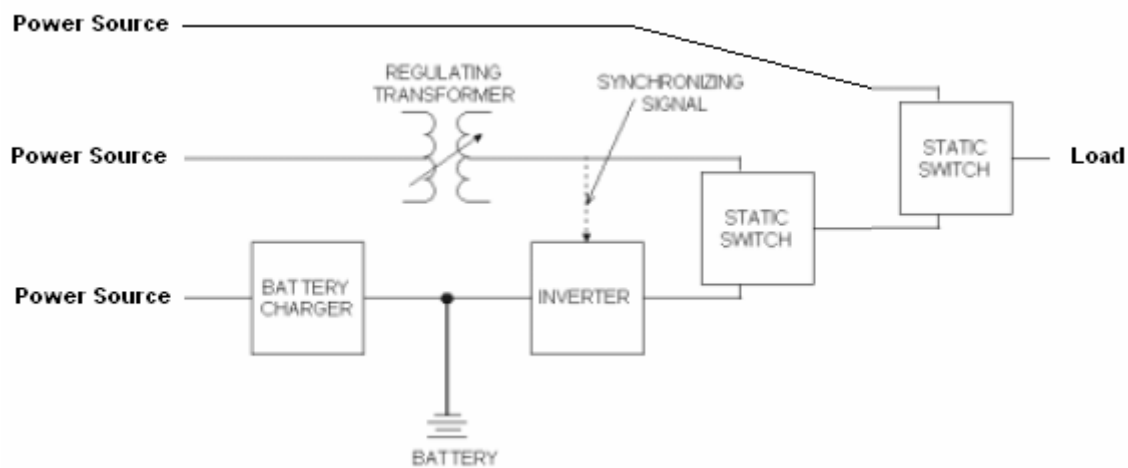 Power Source
REGULATING
TRANSFORMER
SYNCHRONIZING
SIGNAL
STATIC
SWITCH
Power Source
Load
STATIC
SWITCH
Power Source
BATTERY
CHARGER
INVERTER
BATTERY